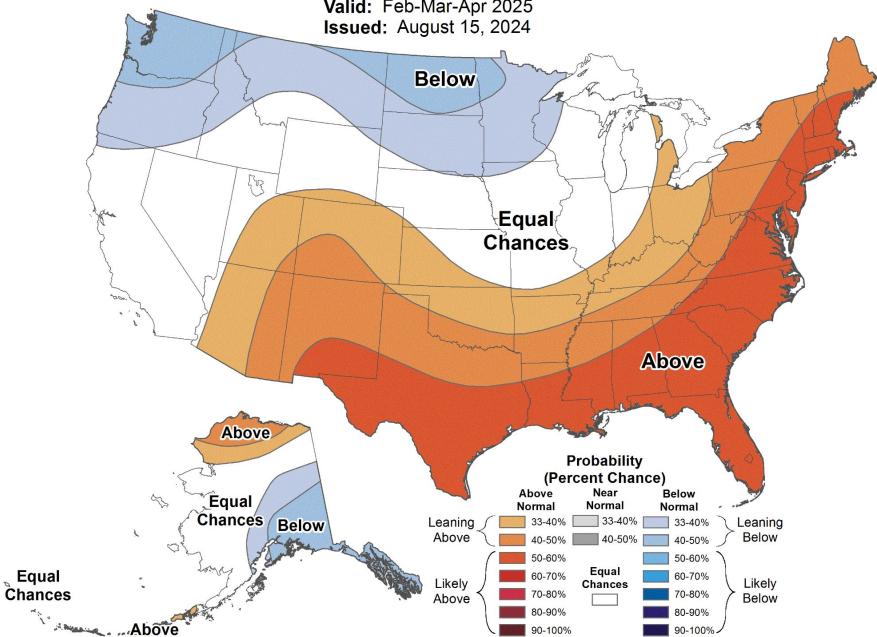 Valid: Feb-Mar-Apr 2025
Issued: August 15, 2024
Below
Equal
Chances
Above
Above
Equal
Chances
Below
Equal
Chances
Above
Probability
(Percent Chance)
Above
Normal
Near
Normal
Below
Normal
Leaning
Above
33-40%
33-40%
33-40%
Leaning
Below
40-50%
40-50%
40-50%
Likely
Above
50-60%
50-60%
Likely
Below
60-70%
Equal
Chances
60-70%
70-80%
70-80%
80-90%
80-90%
90-100%
90-100%